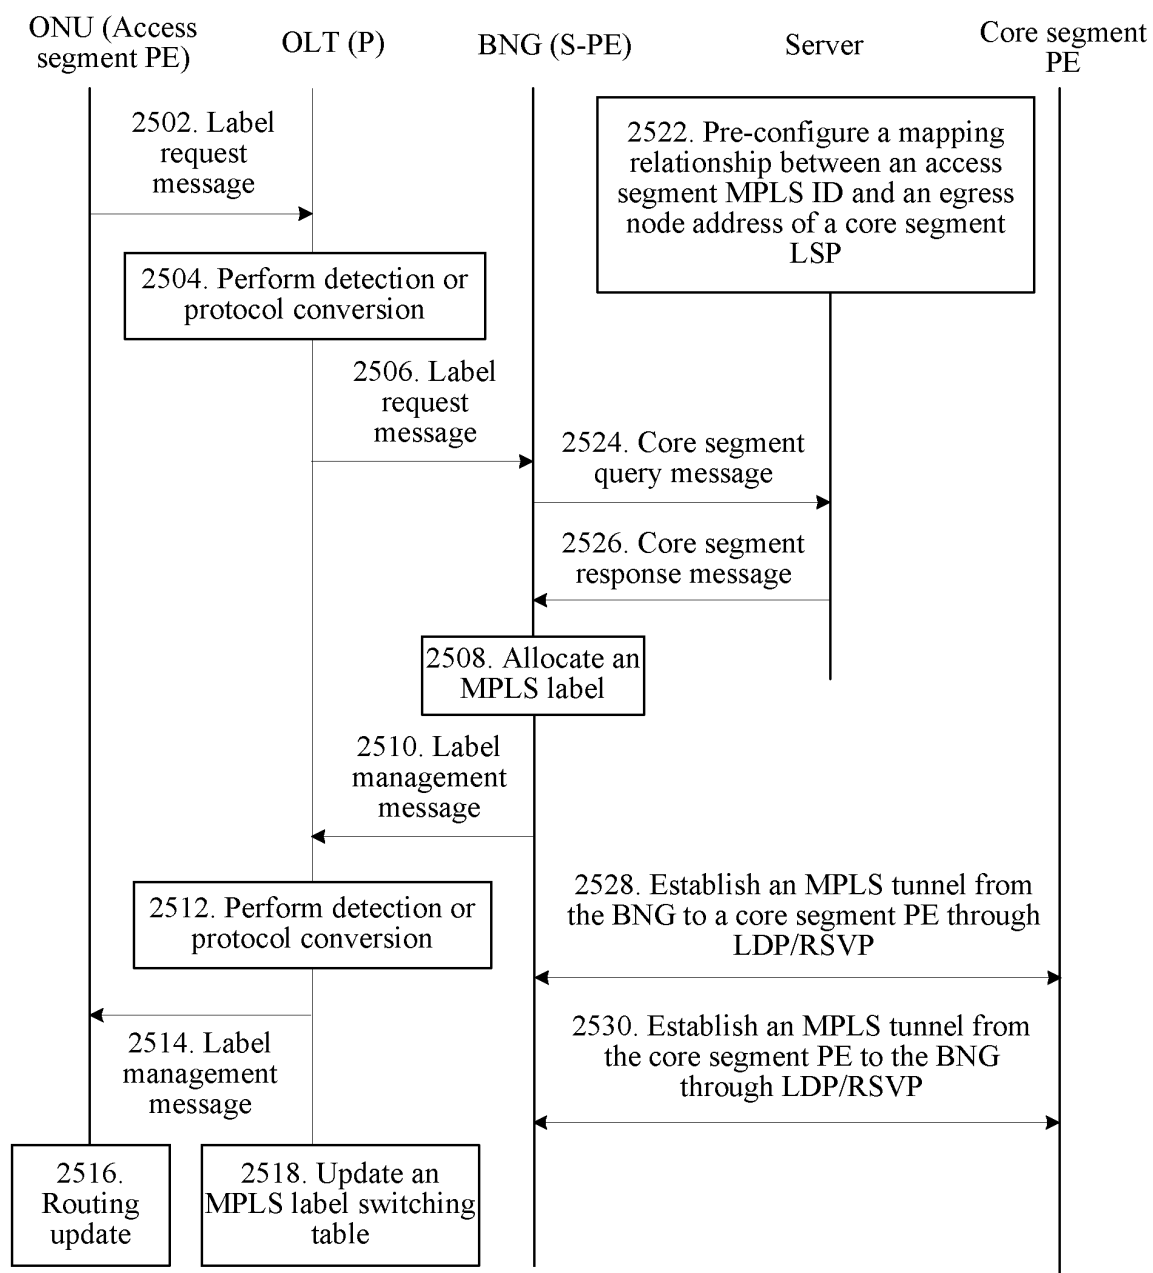 ONU (Access
segment PE)
OLT (P)
BNG (S-PE)
Server
Core segment
PE
2502. Label
request
message
2522. Pre-configure a mapping
relationship between an access
segment MPLS ID and an egress
node address of a core segment
LSP
2504. Perform detection or
protocol conversion
2506. Label
request
message
2524. Core segment
query message
2526. Core segment
response message
2508. Allocate an
MPLS label
2510. Label
management
message
2512. Perform detection or
protocol conversion
2528. Establish an MPLS tunnel from
the BNG to a core segment PE through
LDP/RSVP
2514. Label
management
message
2530. Establish an MPLS tunnel from
the core segment PE to the BNG
through LDP/RSVP
2516.
Routing
update
2518. Update an
MPLS label switching
table